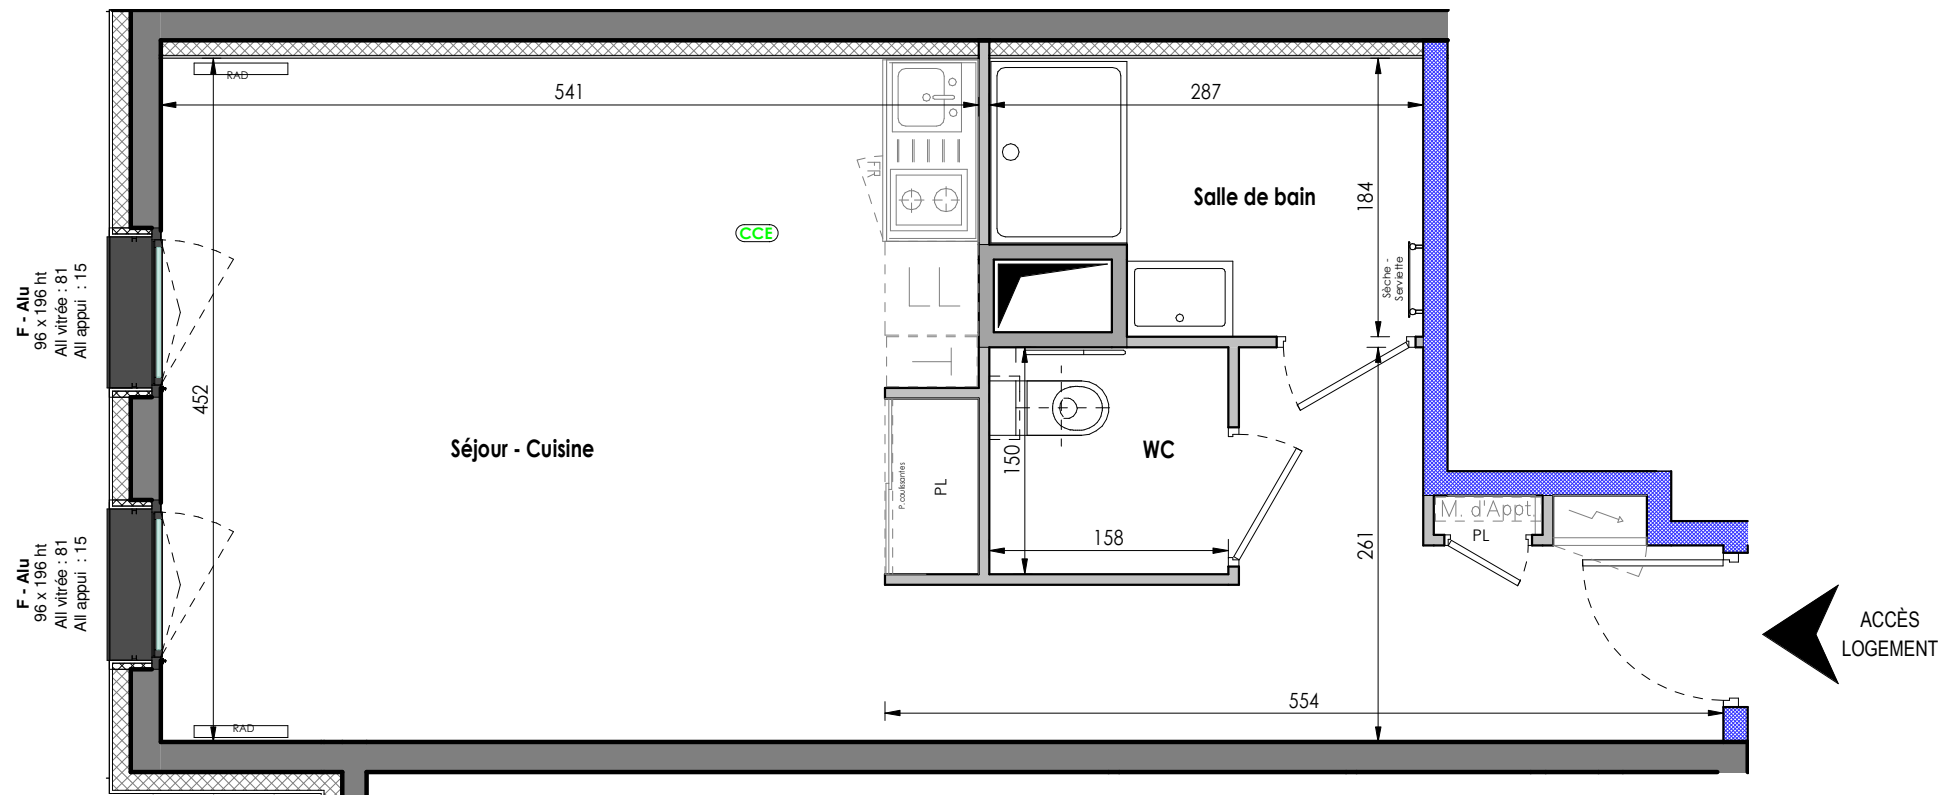 RAD
541
287
FR
Salle de bain
184
CCE
Sèche -
Serviette
F - Alu
96 x 196 ht
All vitrée : 81
All appui : 15
LL
452
LT
Séjour - Cuisine
P. coulissantes
PL
150
WC
158
M. d'Appt.
PL
261
F - Alu
96 x 196 ht
All vitrée : 81
All appui : 15
ACCÈS
LOGEMENT
554
RAD